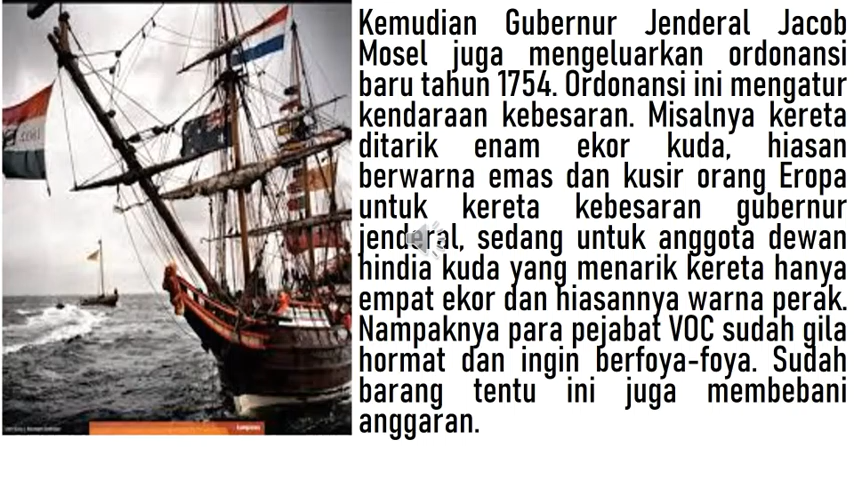 Kemudian Gubernur Jenderal Jacob
Mosel juga mengeluarkan ordonansi
baru tahun 1754. Ordonansi ini mengatur
kendaraan kebesaran. Misalnya kereta
ditarik enam ekor kuda, hiasan
berwarna emas dan kusir orang Eropa
untuk kereta kebesaran gubernur
jenderal, sedang untuk anggota dewan
hindia kuda yang menarik kereta hanya
empat ekor dan hiasannya warna perak.
Nampaknya para pejabat VOC sudah gila
hormat dan ingin berfoya-foya. Sudah
barang tentu ini juga membebani
anggaran.